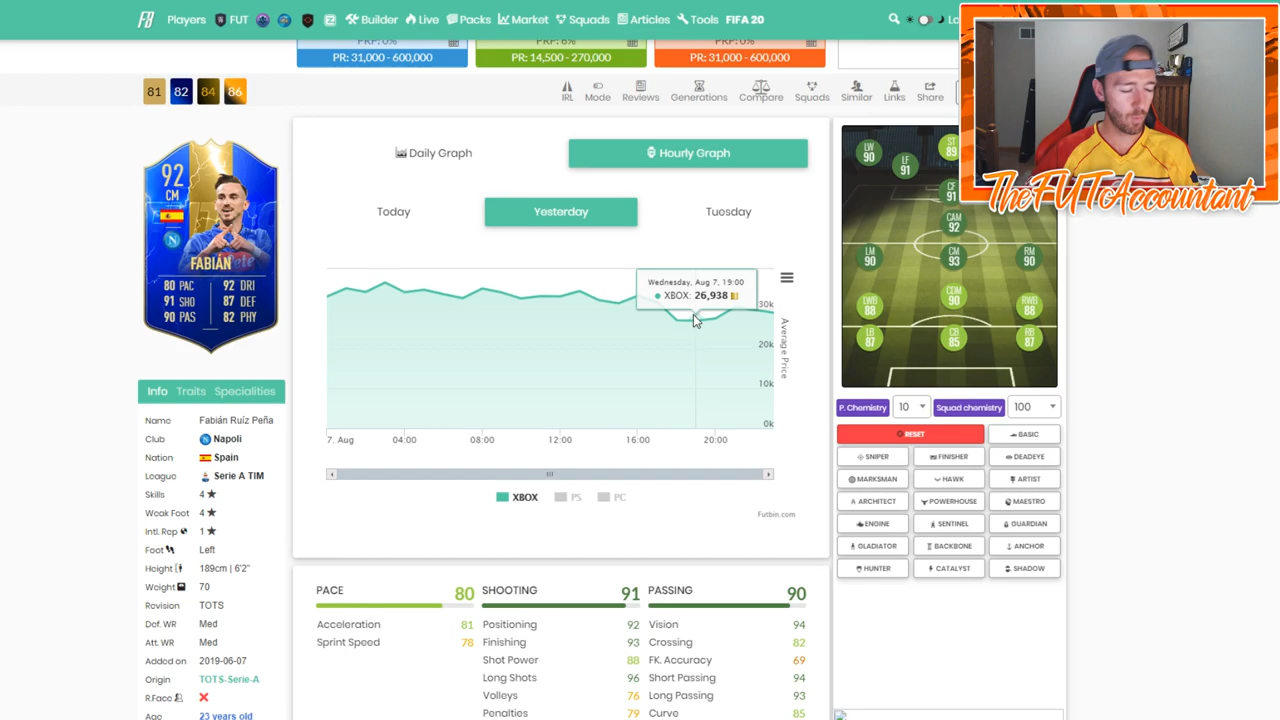 F8 Players FUT Builder Live Packs Market Squads Articles Tools FIFA 20 Lo
PR: 31,000 - 600,000
PR: 14,500 - 270,000
PR: 31,000 - 600,000
81 82 84 86
IRL Mode Reviews Generations Compare Squads Similar Links Share
TheFUTAccountant
92
CM
FABIÁN
80 PAC 92 DRI
91 SHO 87 DEF
90 PAS 82 PHY
Daily Graph
Hourly Graph
Today
Yesterday
Tuesday
Wednesday, Aug 7, 19:00
XBOX: 26,938
30k
20k
10k
0k
Average Price
7. Aug 04:00 08:00 12:00 16:00 20:00
XBOX PS PC
Futbin.com
Info Traits Specialities
Name Fabián Ruíz Peña
Club Napoli
Nation Spain
League Serie A TIM
Skills 4
Weak Foot 4
Intl. Rep 1
Foot Left
Height 189cm | 6'2"
Weight 70
Revision TOTS
Def. WR Med
Att. WR Med
Added on 2019-06-07
Origin TOTS-Serie-A
R.Face
Age 23 years old
PACE 80
Acceleration 81
Sprint Speed 78
SHOOTING 91
Positioning 92
Finishing 93
Shot Power 88
Long Shots 96
Volleys 76
Penalties 79
PASSING 90
Vision 94
Crossing 82
FK. Accuracy 69
Short Passing 94
Long Passing 93
Curve 85
LW 90
LF 91
ST 89
CF 91
CAM 92
LM 90
CM 93
RM 90
LWB 88
CDM 90
RWB 88
LB 87
CB 85
RB 87
P. Chemistry 10 Squad chemistry 100
RESET BASIC
SNIPER FINISHER DEADEYE
MARKSMAN HAWK ARTIST
ARCHITECT POWERHOUSE MAESTRO
ENGINE SENTINEL GUARDIAN
GLADIATOR BACKBONE ANCHOR
HUNTER CATALYST SHADOW